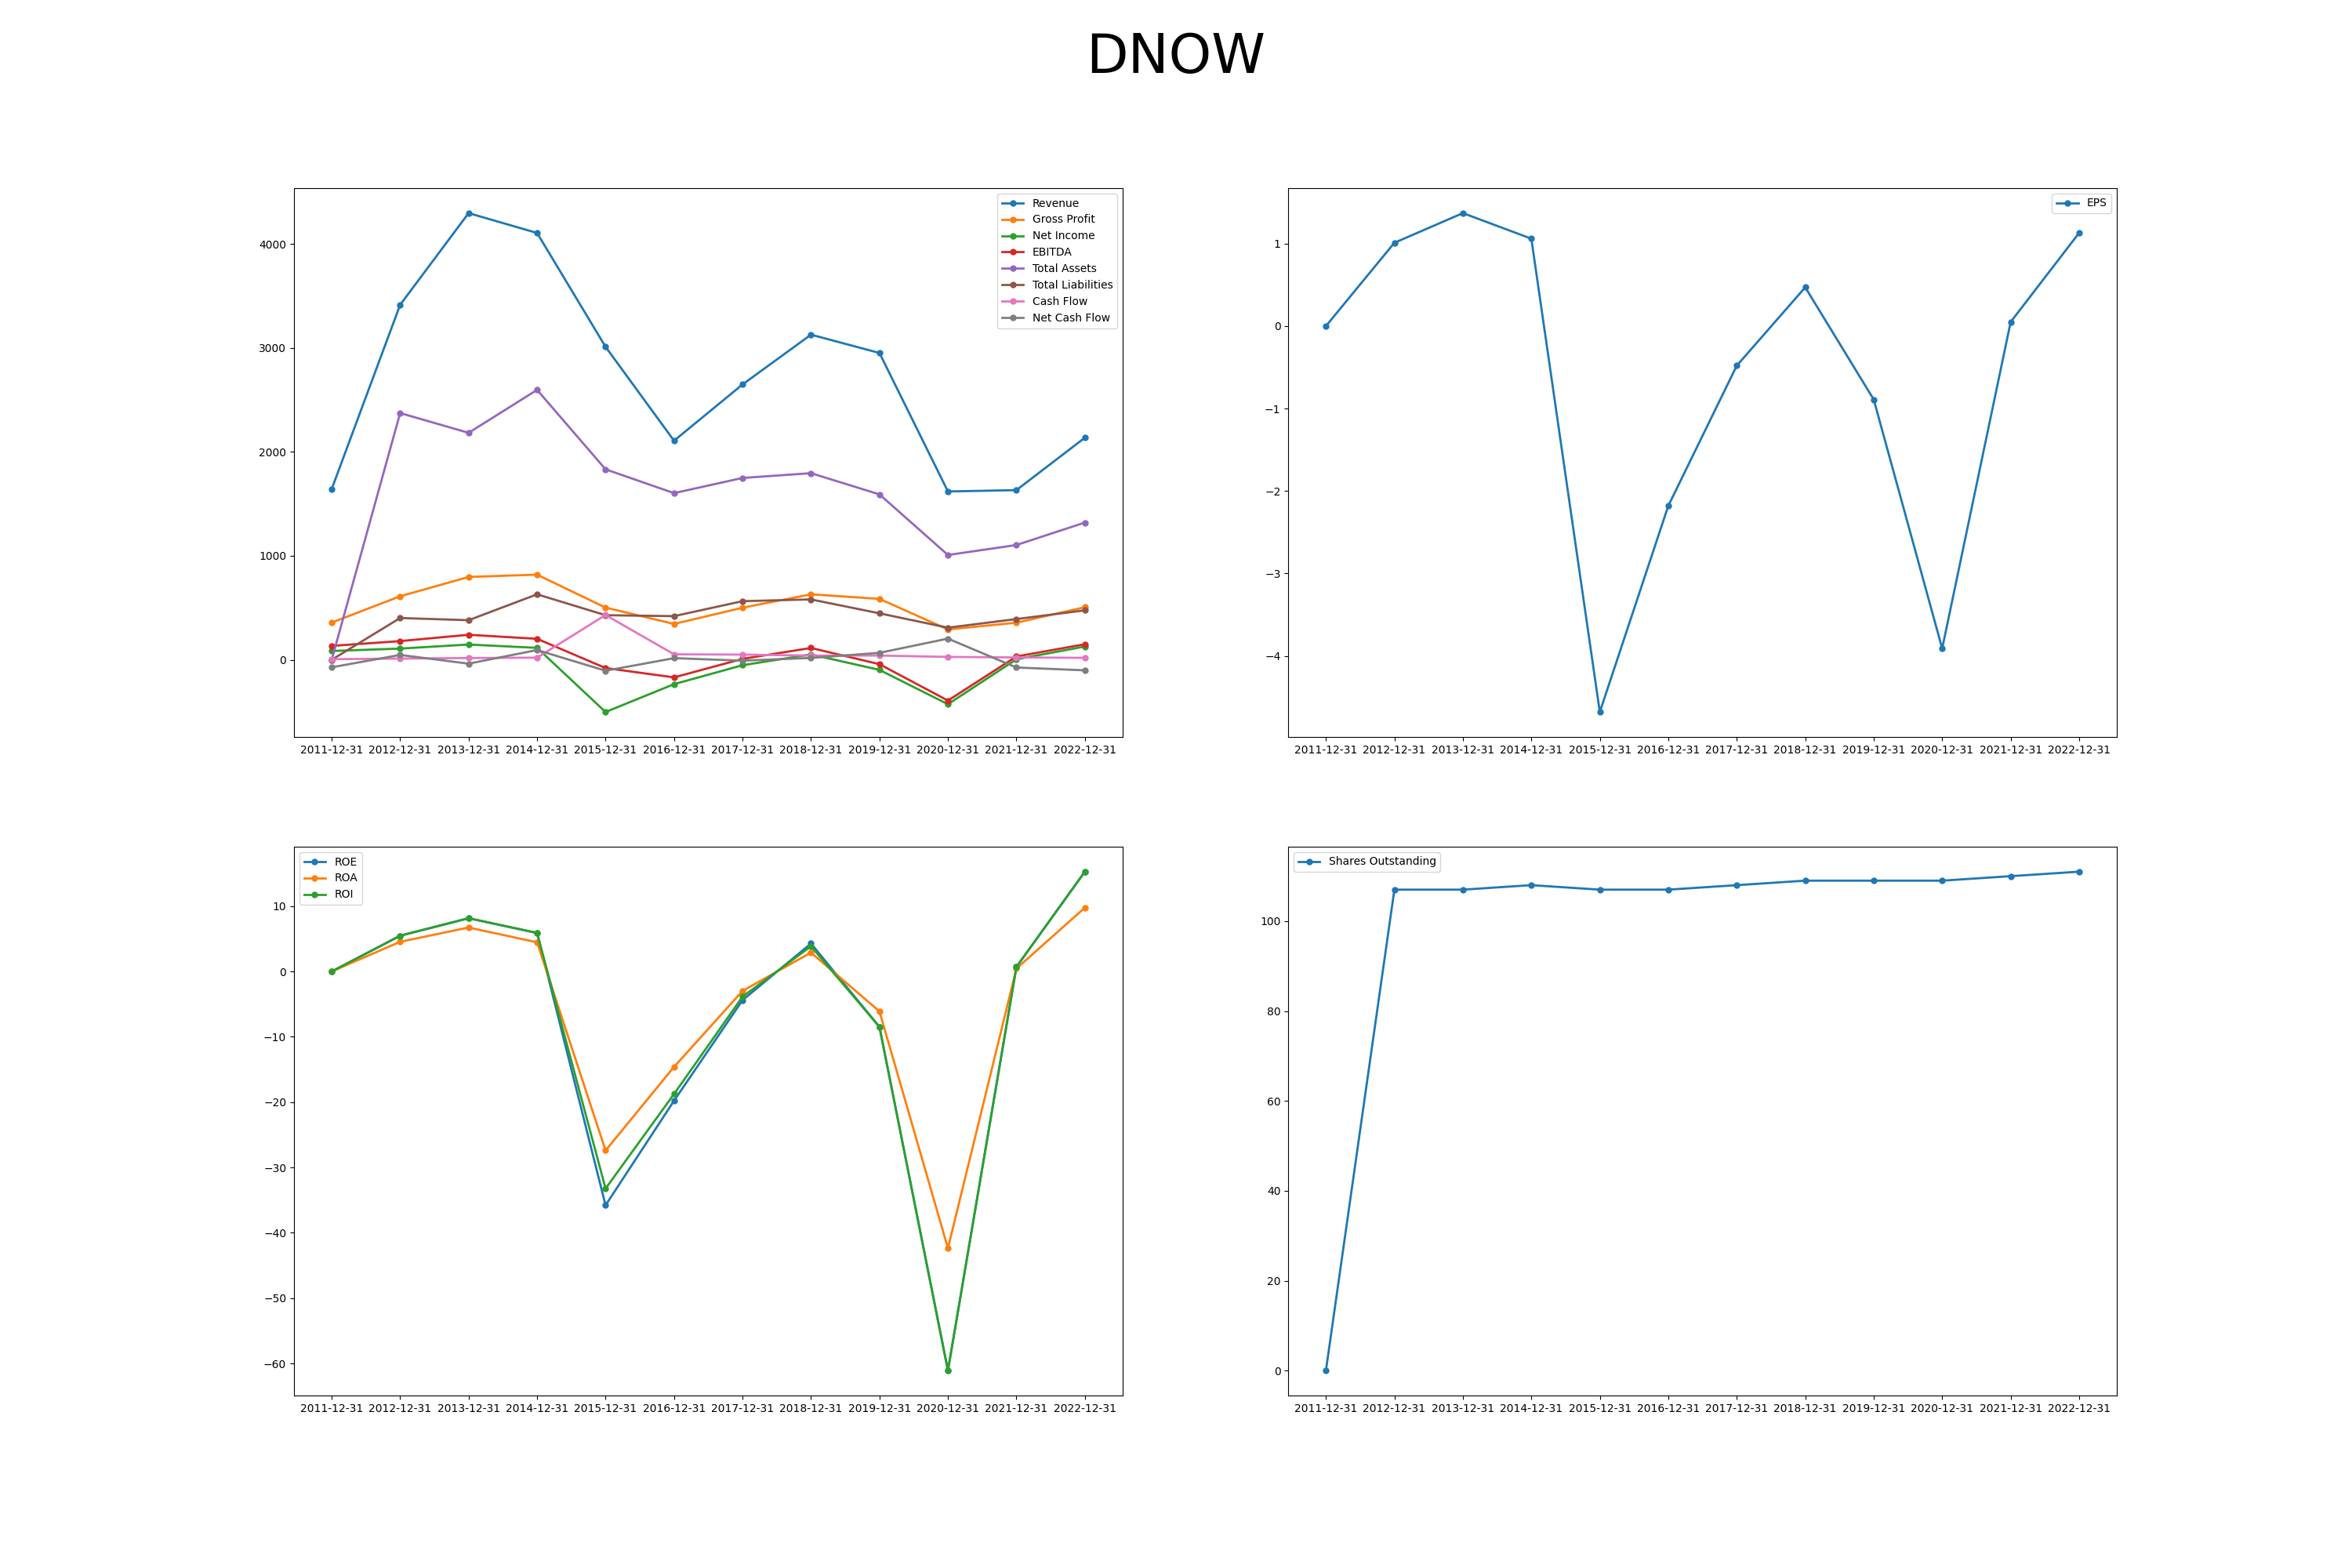 DNOW
Revenue
Gross Profit
Net Income
EBITDA
Total Assets
Total Liabilities
Cash Flow
Net Cash Flow
4000
3000
2000
1000
0
2011-12-31 2012-12-31 2013-12-31 2014-12-31 2015-12-31 2016-12-31 2017-12-31 2018-12-31 2019-12-31 2020-12-31 2021-12-31 2022-12-31
EPS
1
0
−1
−2
−3
−4
2011-12-31 2012-12-31 2013-12-31 2014-12-31 2015-12-31 2016-12-31 2017-12-31 2018-12-31 2019-12-31 2020-12-31 2021-12-31 2022-12-31
ROE
ROA
ROI
10
0
−10
−20
−30
−40
−50
−60
2011-12-31 2012-12-31 2013-12-31 2014-12-31 2015-12-31 2016-12-31 2017-12-31 2018-12-31 2019-12-31 2020-12-31 2021-12-31 2022-12-31
Shares Outstanding
100
80
60
40
20
0
2011-12-31 2012-12-31 2013-12-31 2014-12-31 2015-12-31 2016-12-31 2017-12-31 2018-12-31 2019-12-31 2020-12-31 2021-12-31 2022-12-31